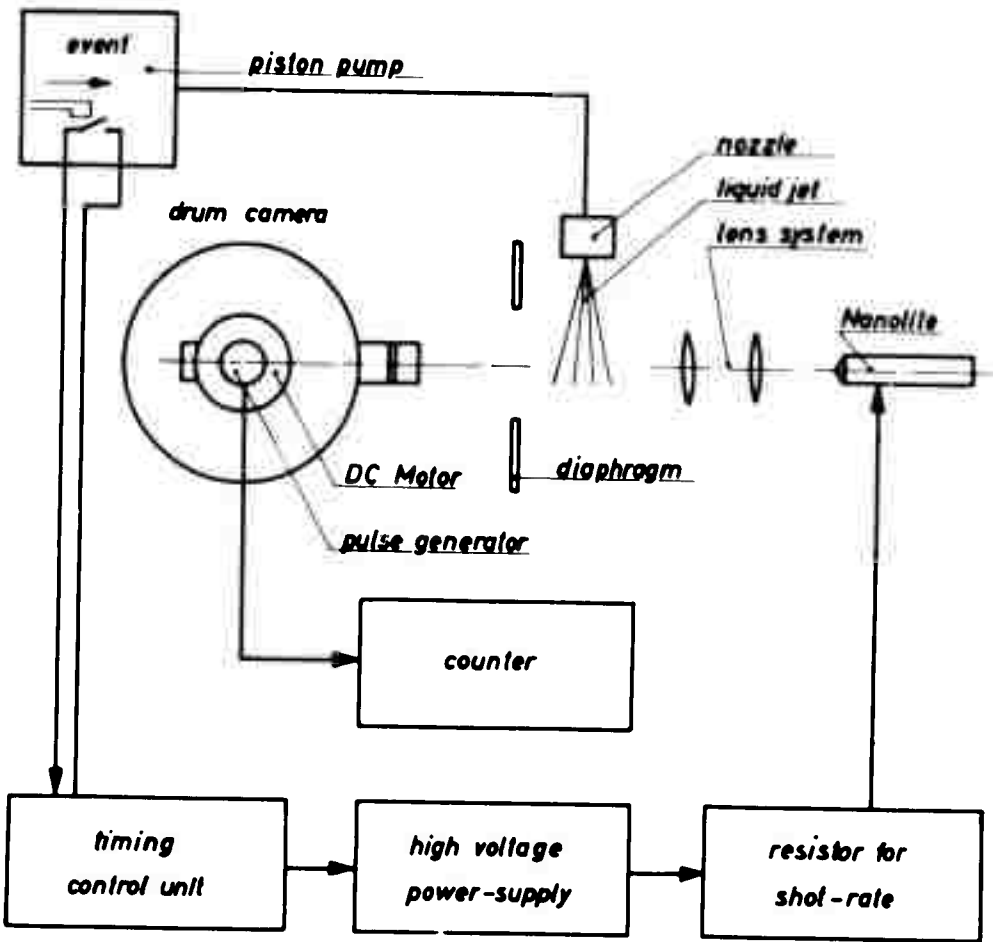 event
piston pump
nozzle
liquid jet
drum camera
lens system
Nanolite
DC Motor
diaphragm
pulse generator
counter
timing
control unit
high voltage
power-supply
resistor for
shot-rate